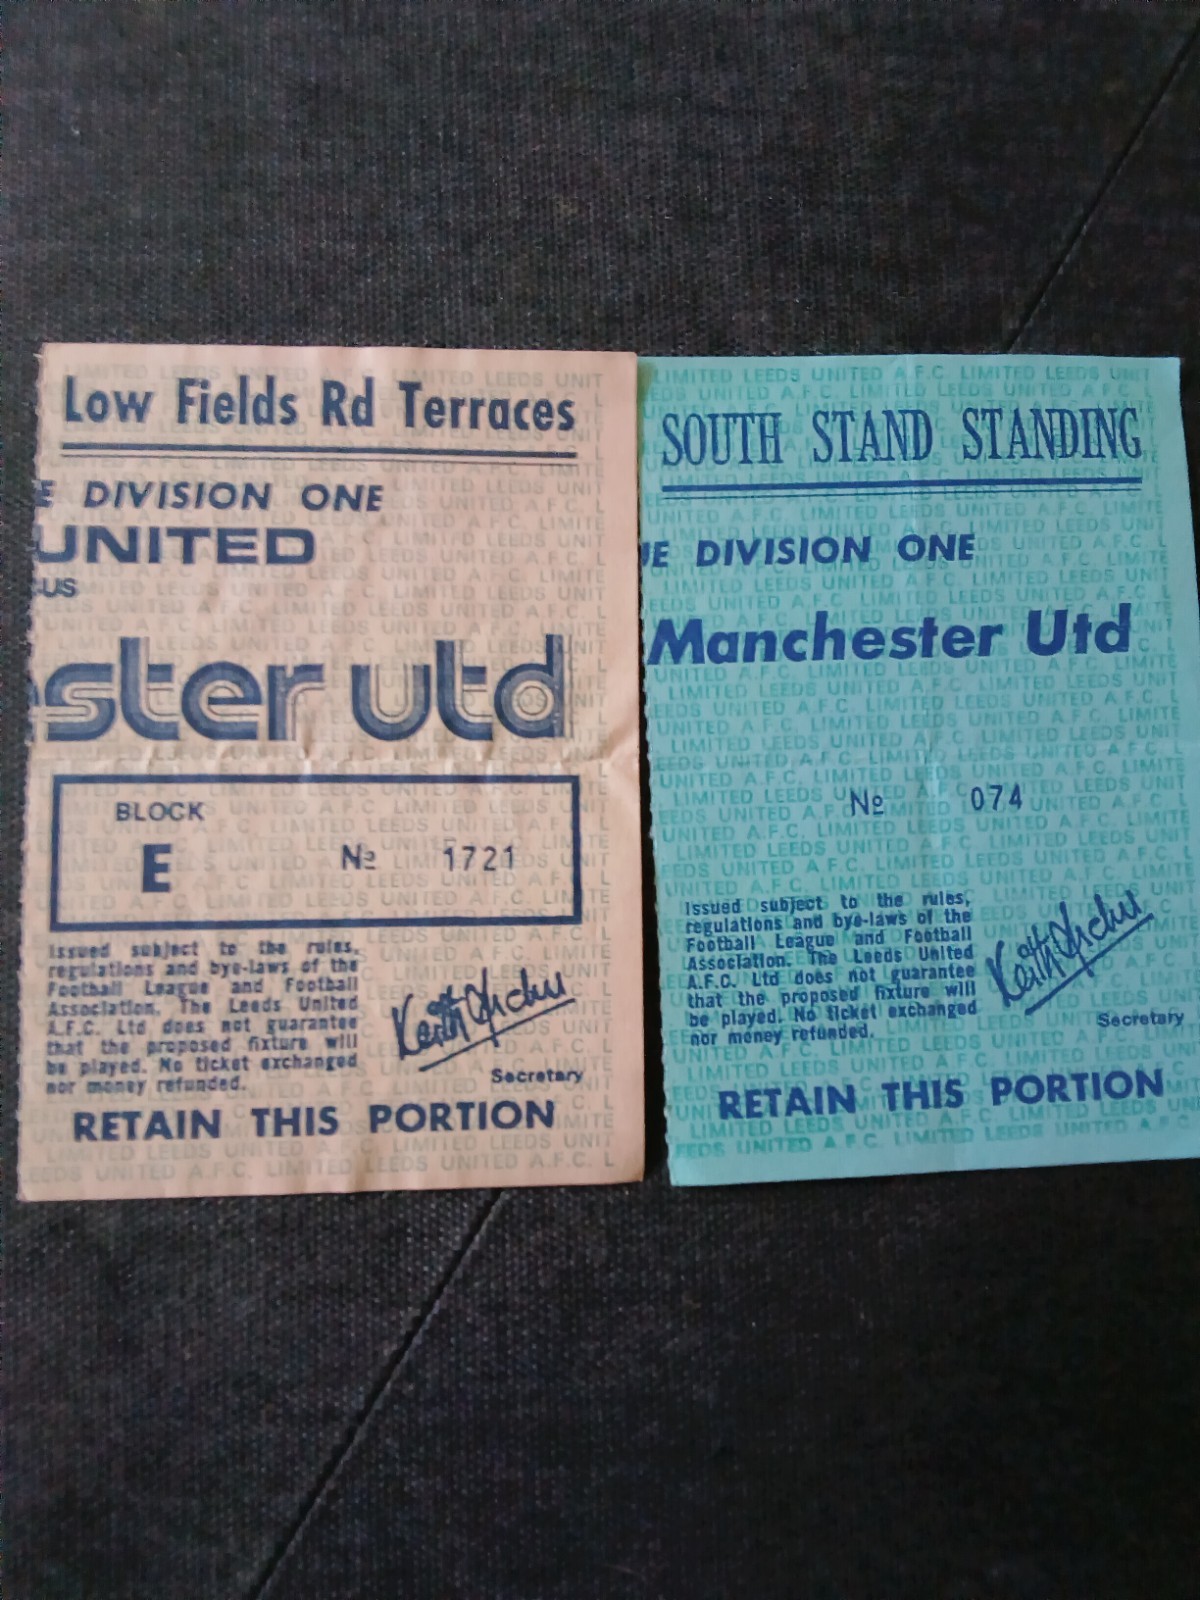 Low Fields Rd Terraces
E DIVISION ONE
UNITED
US
ster utd
BLOCK
E № 1721
Issued subject to the rules,
regulations and bye-laws of the
Football League and Football
Association. The Leeds United
A.F.C. Ltd does not guarantee
that the proposed fixture will
be played. No ticket exchanged
nor money refunded.
Secretary
RETAIN THIS PORTION
SOUTH STAND STANDING
E DIVISION ONE
Manchester Utd
№ 074
Issued subject to the rules,
regulations and bye-laws of the
Football League and Football
Association. The Leeds United
A.F.C. Ltd does not guarantee
that the proposed fixture will
be played. No ticket exchanged
nor money refunded.
Secretary
RETAIN THIS PORTION